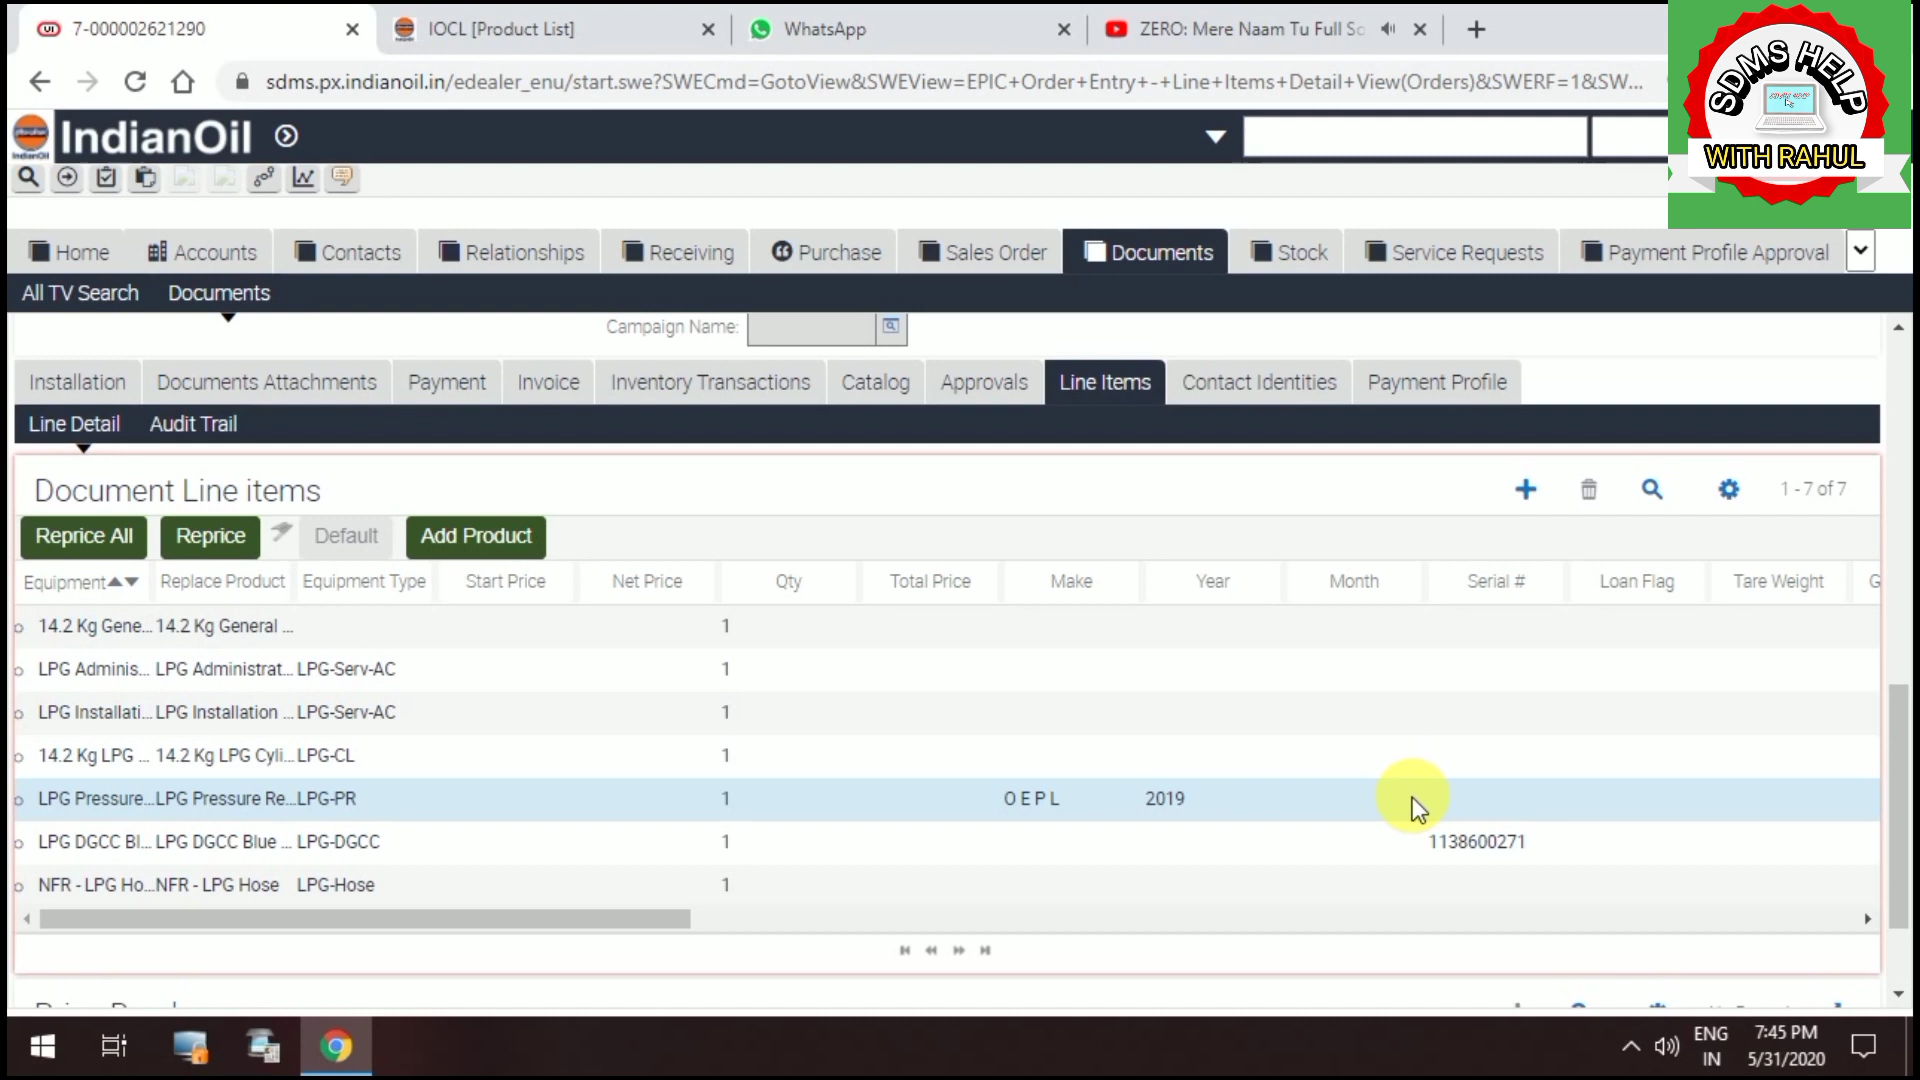 7-000002621290
IOCL [Product List]
WhatsApp
ZERO: Mere Naam Tu Full So
sdms.px.indianoil.in/edealer_enu/start.swe?SWECmd=GotoView&SWEView=EPIC+Order+Entry+-+Line+Items+Detail+View(Orders)&SWERF=1&SW...
SDMS HELP
WITH RAHUL
IndianOil
Home Accounts Contacts Relationships Receiving Purchase Sales Order Documents Stock Service Requests Payment Profile Approval
All TV Search Documents
Campaign Name:
Installation Documents Attachments Payment Invoice Inventory Transactions Catalog Approvals Line Items Contact Identities Payment Profile
Line Detail Audit Trail
Document Line items 1 - 7 of 7
Reprice All Reprice Default Add Product
Equipment Replace Product Equipment Type Start Price Net Price Qty Total Price Make Year Month Serial # Loan Flag Tare Weight G
14.2 Kg Gene... 14.2 Kg General ... 1
LPG Adminis... LPG Administrat... LPG-Serv-AC 1
LPG Installati... LPG Installation ... LPG-Serv-AC 1
14.2 Kg LPG ... 14.2 Kg LPG Cyli... LPG-CL 1
LPG Pressure... LPG Pressure Re... LPG-PR 1 O E P L 2019
LPG DGCC Bl... LPG DGCC Blue ... LPG-DGCC 1 1138600271
NFR - LPG Ho... NFR - LPG Hose LPG-Hose 1
ENG 7:45 PM
IN 5/31/2020